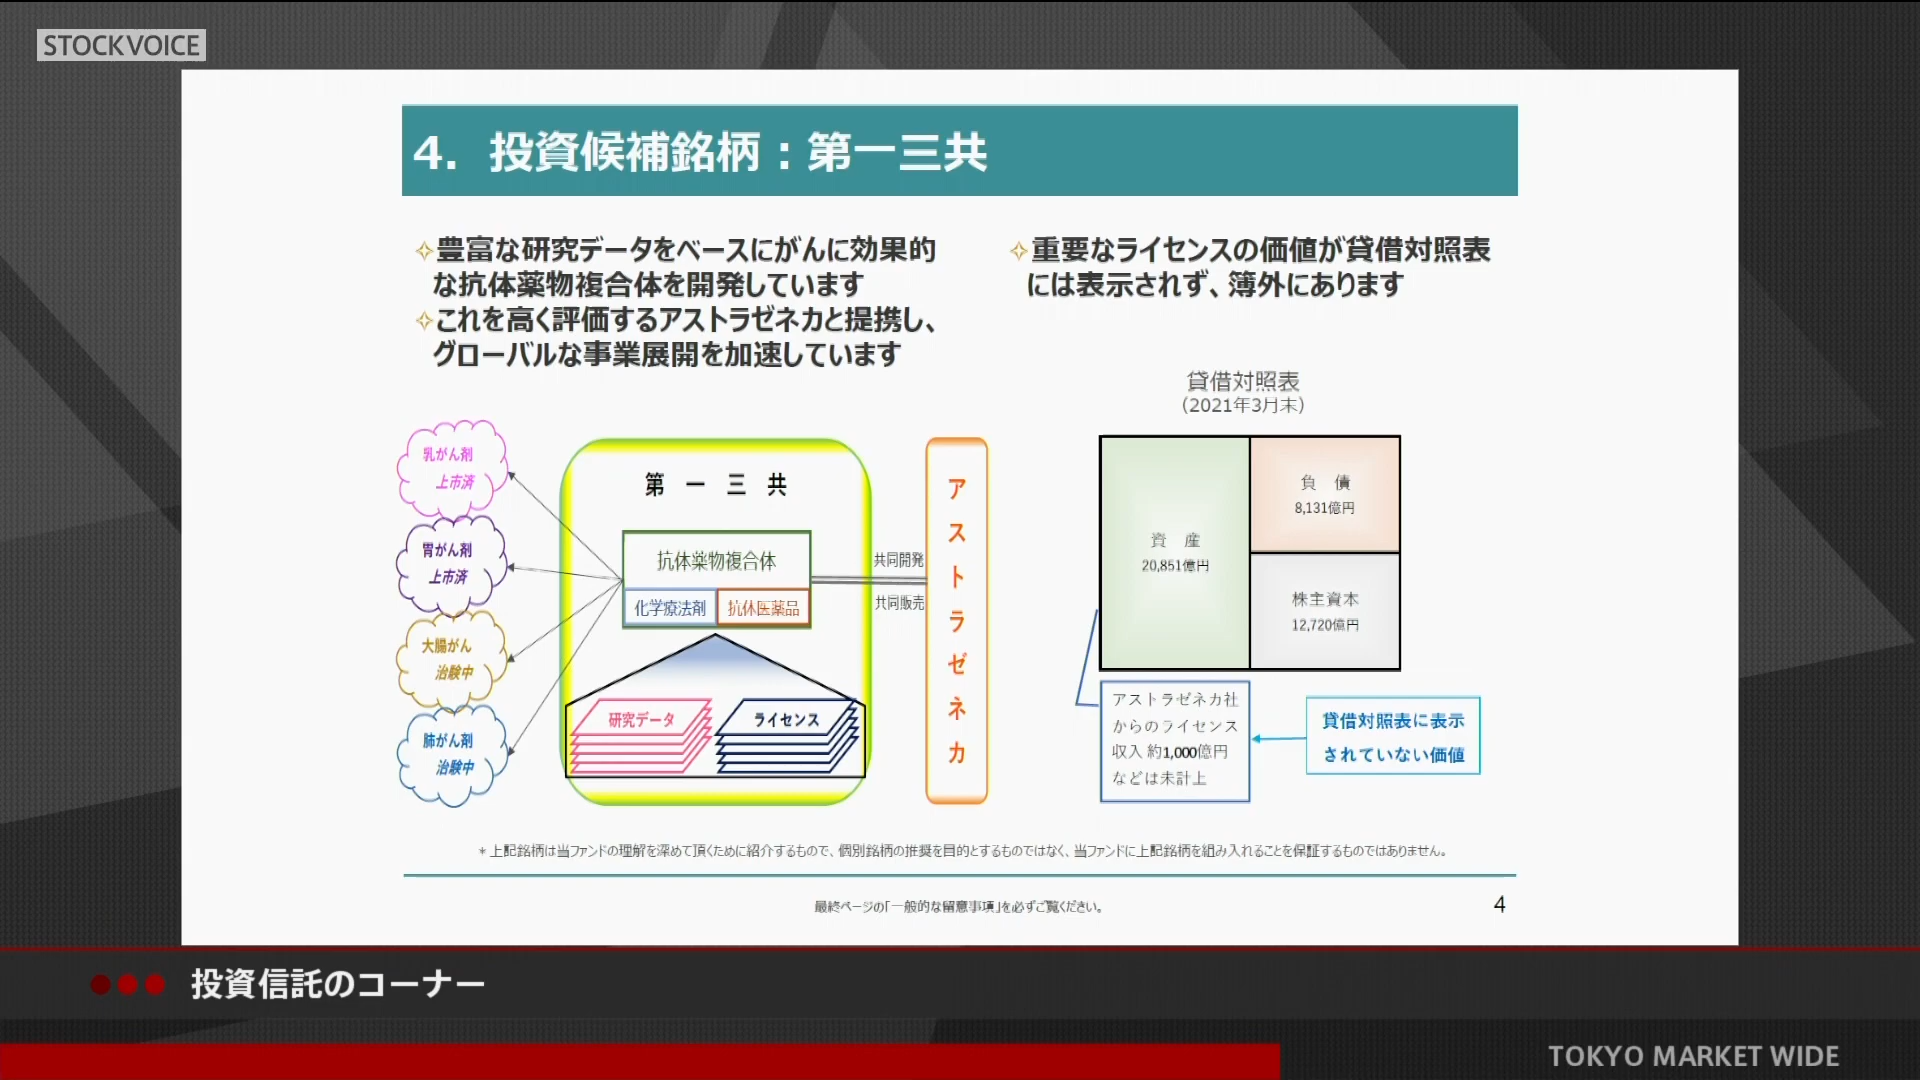 STOCKVOICE
4. 投資候補銘柄：第一三共
✧豊富な研究データをベースにがんに効果的
な抗体薬物複合体を開発しています
✧これを高く評価するアストラゼネカと提携し、
グローバルな事業展開を加速しています
✧重要なライセンスの価値が貸借対照表
には表示されず、簿外にあります
乳がん剤
上市済
胃がん剤
上市済
大腸がん
治験中
肺がん剤
治験中
第一三共
抗体薬物複合体
化学療法剤
抗体医薬品
研究データ
ライセンス
共同開発
共同販売
アストラゼネカ
貸借対照表
（2021年3月末）
資　産
20,851億円
負　債
8,131億円
株主資本
12,720億円
アストラゼネカ社
からのライセンス
収入 約1,000億円
などは未計上
貸借対照表に表示
されていない価値
* 上記銘柄は当ファンドの理解を深めて頂くために紹介するもので、個別銘柄の推奨を目的とするものではなく、当ファンドに上記銘柄を組み入れることを保証するものではありません。
最終ページの「一般的な留意事項」を必ずご覧ください。
4
投資信託のコーナー
TOKYO MARKET WIDE